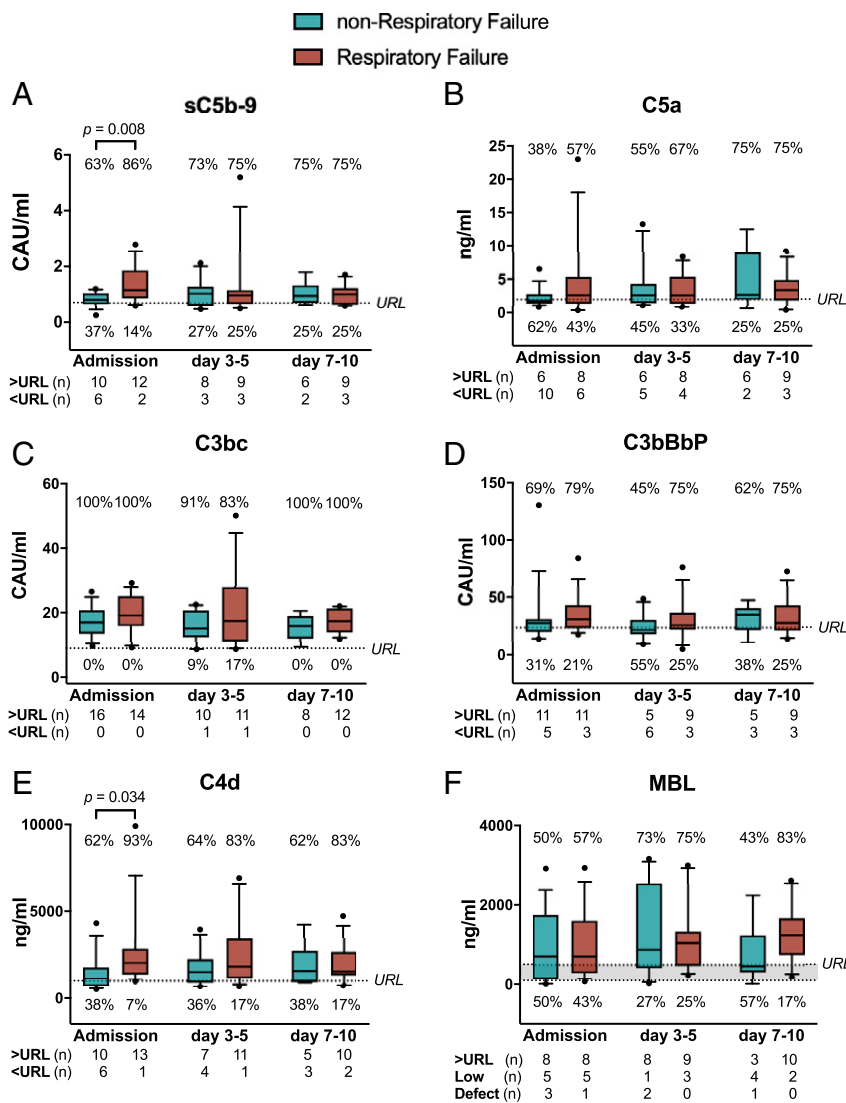 non-Respiratory Failure
Respiratory Failure
A
sC5b-9
p = 0.008
63% 86% 73% 75% 75% 75%
CAU/ml
6
4
2
0
URL
37% 14% 27% 25% 25% 25%
Admission day 3-5 day 7-10
>URL (n) 10 12 8 9 6 9
<URL (n) 6 2 3 3 2 3
B
C5a
38% 57% 55% 67% 75% 75%
ng/ml
25
20
15
10
5
0
URL
62% 43% 45% 33% 25% 25%
Admission day 3-5 day 7-10
>URL (n) 6 8 6 8 6 9
<URL (n) 10 6 5 4 2 3
C
C3bc
100% 100% 91% 83% 100% 100%
CAU/ml
60
40
20
0
URL
0% 0% 9% 17% 0% 0%
Admission day 3-5 day 7-10
>URL (n) 16 14 10 11 8 12
<URL (n) 0 0 1 1 0 0
D
C3bBbP
69% 79% 45% 75% 62% 75%
CAU/ml
150
100
50
0
URL
31% 21% 55% 25% 38% 25%
Admission day 3-5 day 7-10
>URL (n) 11 11 5 9 5 9
<URL (n) 5 3 6 3 3 3
E
C4d
p = 0.034
62% 93% 64% 83% 62% 83%
ng/ml
10000
5000
0
URL
38% 7% 36% 17% 38% 17%
Admission day 3-5 day 7-10
>URL (n) 10 13 7 11 5 10
<URL (n) 6 1 4 1 3 2
F
MBL
50% 57% 73% 75% 43% 83%
ng/ml
4000
2000
0
URL
50% 43% 27% 25% 57% 17%
Admission day 3-5 day 7-10
>URL (n) 8 8 8 9 3 10
Low (n) 5 5 1 3 4 2
Defect (n) 3 1 2 0 1 0